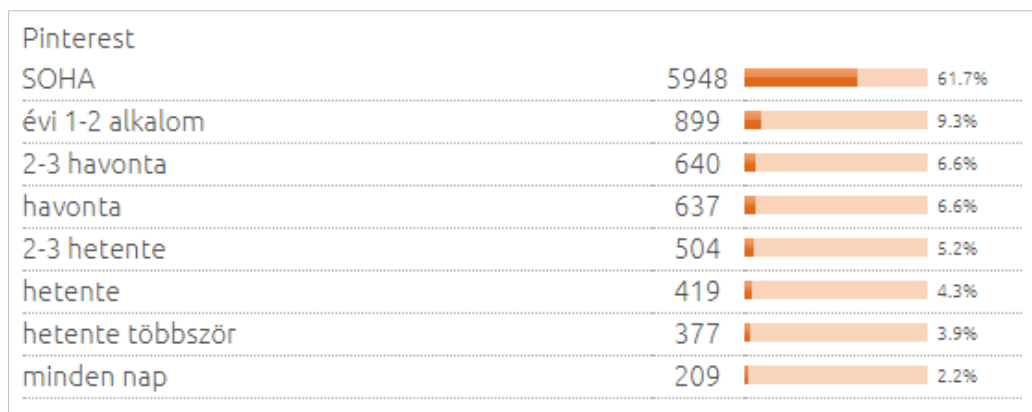 Pinterest
SOHA 5948 61.7%
évi 1-2 alkalom 899 9.3%
2-3 havonta 640 6.6%
havonta 637 6.6%
2-3 hetente 504 5.2%
hetente 419 4.3%
hetente többször 377 3.9%
minden nap 209 2.2%